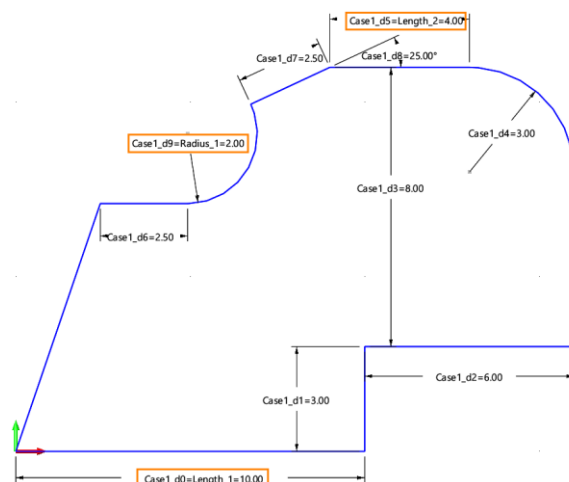 Case1_d5=Length_2=4.00
Case1_d7=2.50
Case1_d8=25.00°
Case1_d4=3.00
Case1_d9=Radius_1=2.00
Case1_d3=8.00
Case1_d6=2.50
Case1_d2=6.00
Case1_d1=3.00
Case1_d0=Length_1=10.00